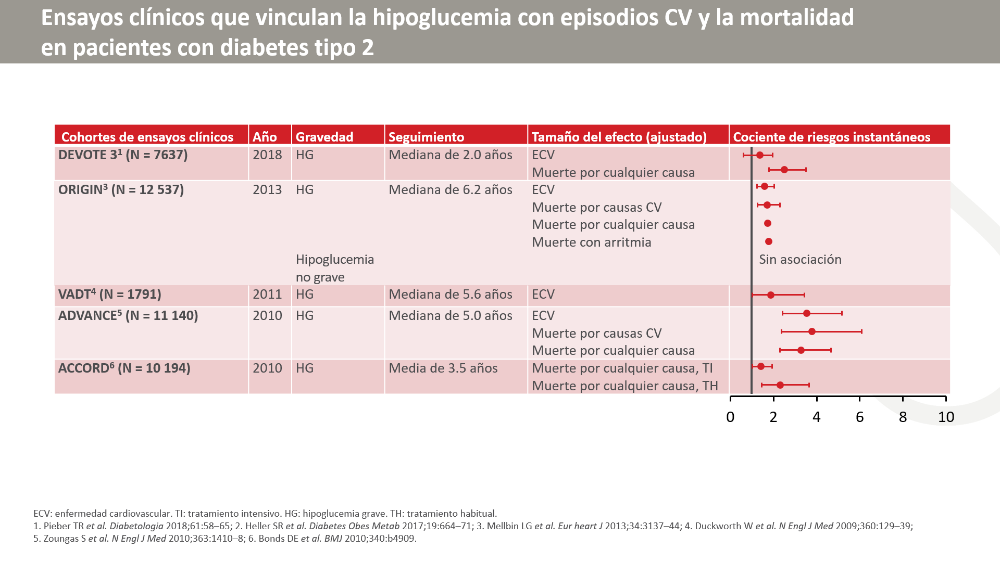 Ensayos clínicos que vinculan la hipoglucemia con episodios CV y la mortalidad
en pacientes con diabetes tipo 2
Cohortes de ensayos clínicos Año Gravedad Seguimiento Tamaño del efecto (ajustado) Cociente de riesgos instantáneos
DEVOTE 3¹ (N = 7637) 2018 HG Mediana de 2.0 años ECV
Muerte por cualquier causa
ORIGIN³ (N = 12 537) 2013 HG Mediana de 6.2 años ECV
Muerte por causas CV
Muerte por cualquier causa
Muerte con arritmia
Hipoglucemia Sin asociación
no grave
VADT⁴ (N = 1791) 2011 HG Mediana de 5.6 años ECV
ADVANCE⁵ (N = 11 140) 2010 HG Mediana de 5.0 años ECV
Muerte por causas CV
Muerte por cualquier causa
ACCORD⁶ (N = 10 194) 2010 HG Media de 3.5 años Muerte por cualquier causa, TI
Muerte por cualquier causa, TH
0 2 4 6 8 10
ECV: enfermedad cardiovascular. TI: tratamiento intensivo. HG: hipoglucemia grave. TH: tratamiento habitual.
1. Pieber TR et al. Diabetologia 2018;61:58–65; 2. Heller SR et al. Diabetes Obes Metab 2017;19:664–71; 3. Mellbin LG et al. Eur heart J 2013;34:3137–44; 4. Duckworth W et al. N Engl J Med 2009;360:129–39;
5. Zoungas S et al. N Engl J Med 2010;363:1410–8; 6. Bonds DE et al. BMJ 2010;340:b4909.